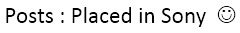 Posts : Placed in Sony ☺